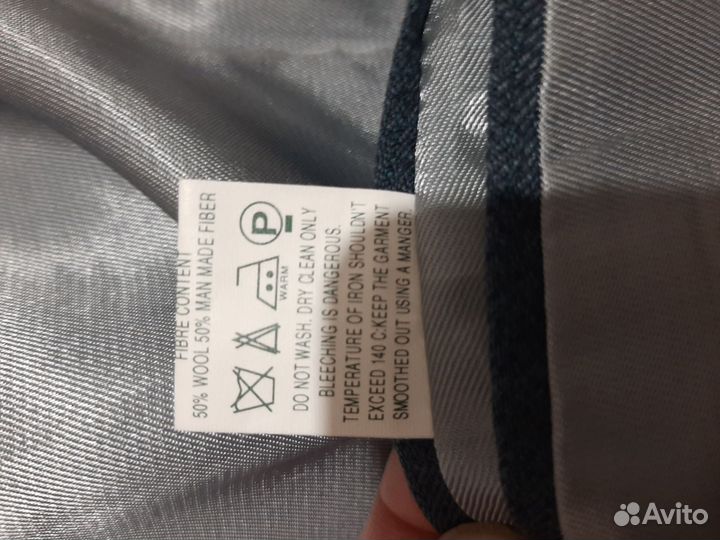 FIBRE CONTENT
50% WOOL 50% MAN MADE FIBER
WARM
P
DO NOT WASH. DRY CLEAN ONLY
BLEECHING IS DANGEROUS.
TEMPERATURE OF IRON SHOULDN'T
EXCEED 140 C:KEEP THE GARMENT
SMOOTHED OUT USING A MANGER
Avito